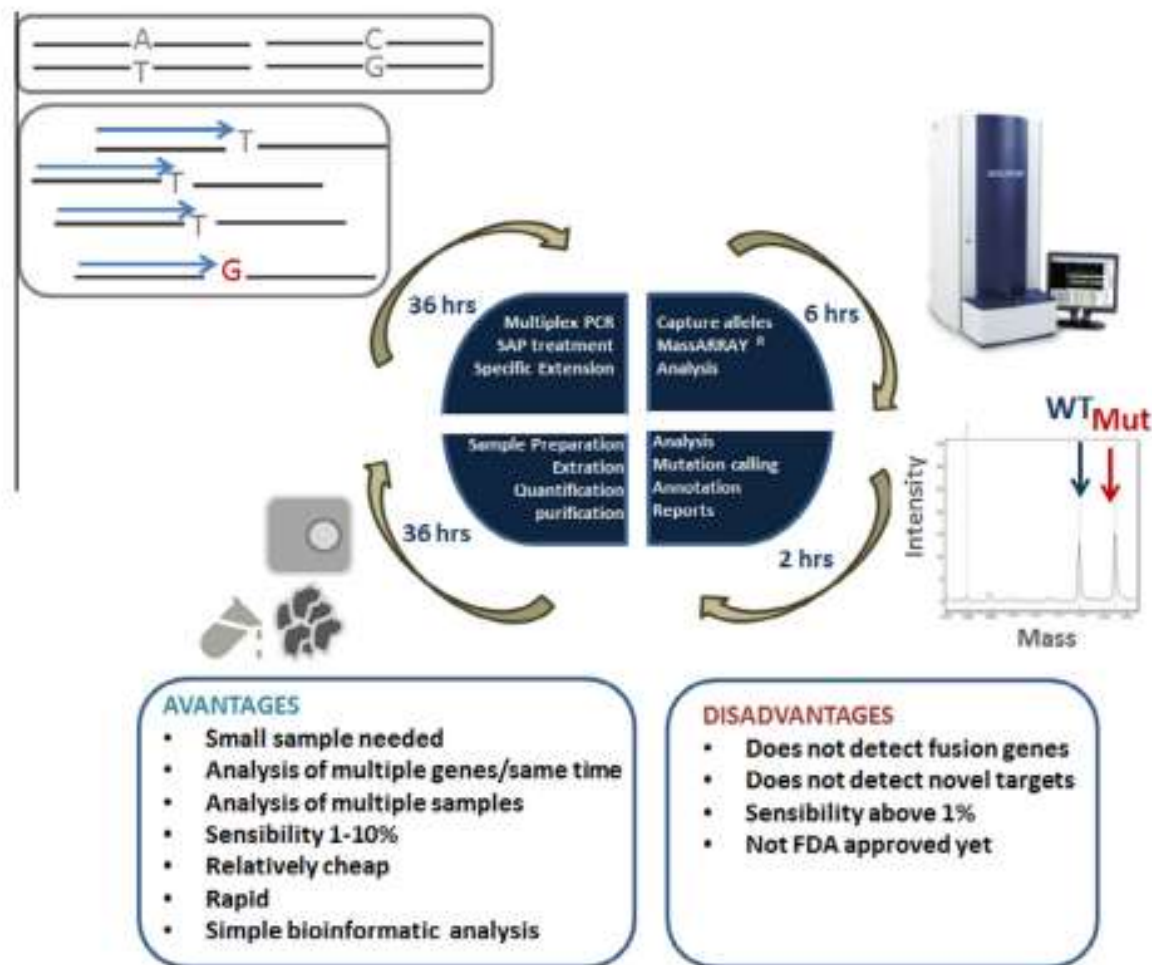 A
C
T
G
T
T
T
G
36 hrs
6 hrs
Multiplex PCR
SAP treatment
Specific Extension
Capture alleles
MassARRAY R
Analysis
Sample Preparation
Extration
Quantification
purification
Analysis
Mutation calling
Annotation
Reports
36 hrs
2 hrs
WT
Mut
Intensity
Mass
AVANTAGES
• Small sample needed
• Analysis of multiple genes/same time
• Analysis of multiple samples
• Sensibility 1-10%
• Relatively cheap
• Rapid
• Simple bioinformatic analysis
DISADVANTAGES
• Does not detect fusion genes
• Does not detect novel targets
• Sensibility above 1%
• Not FDA approved yet